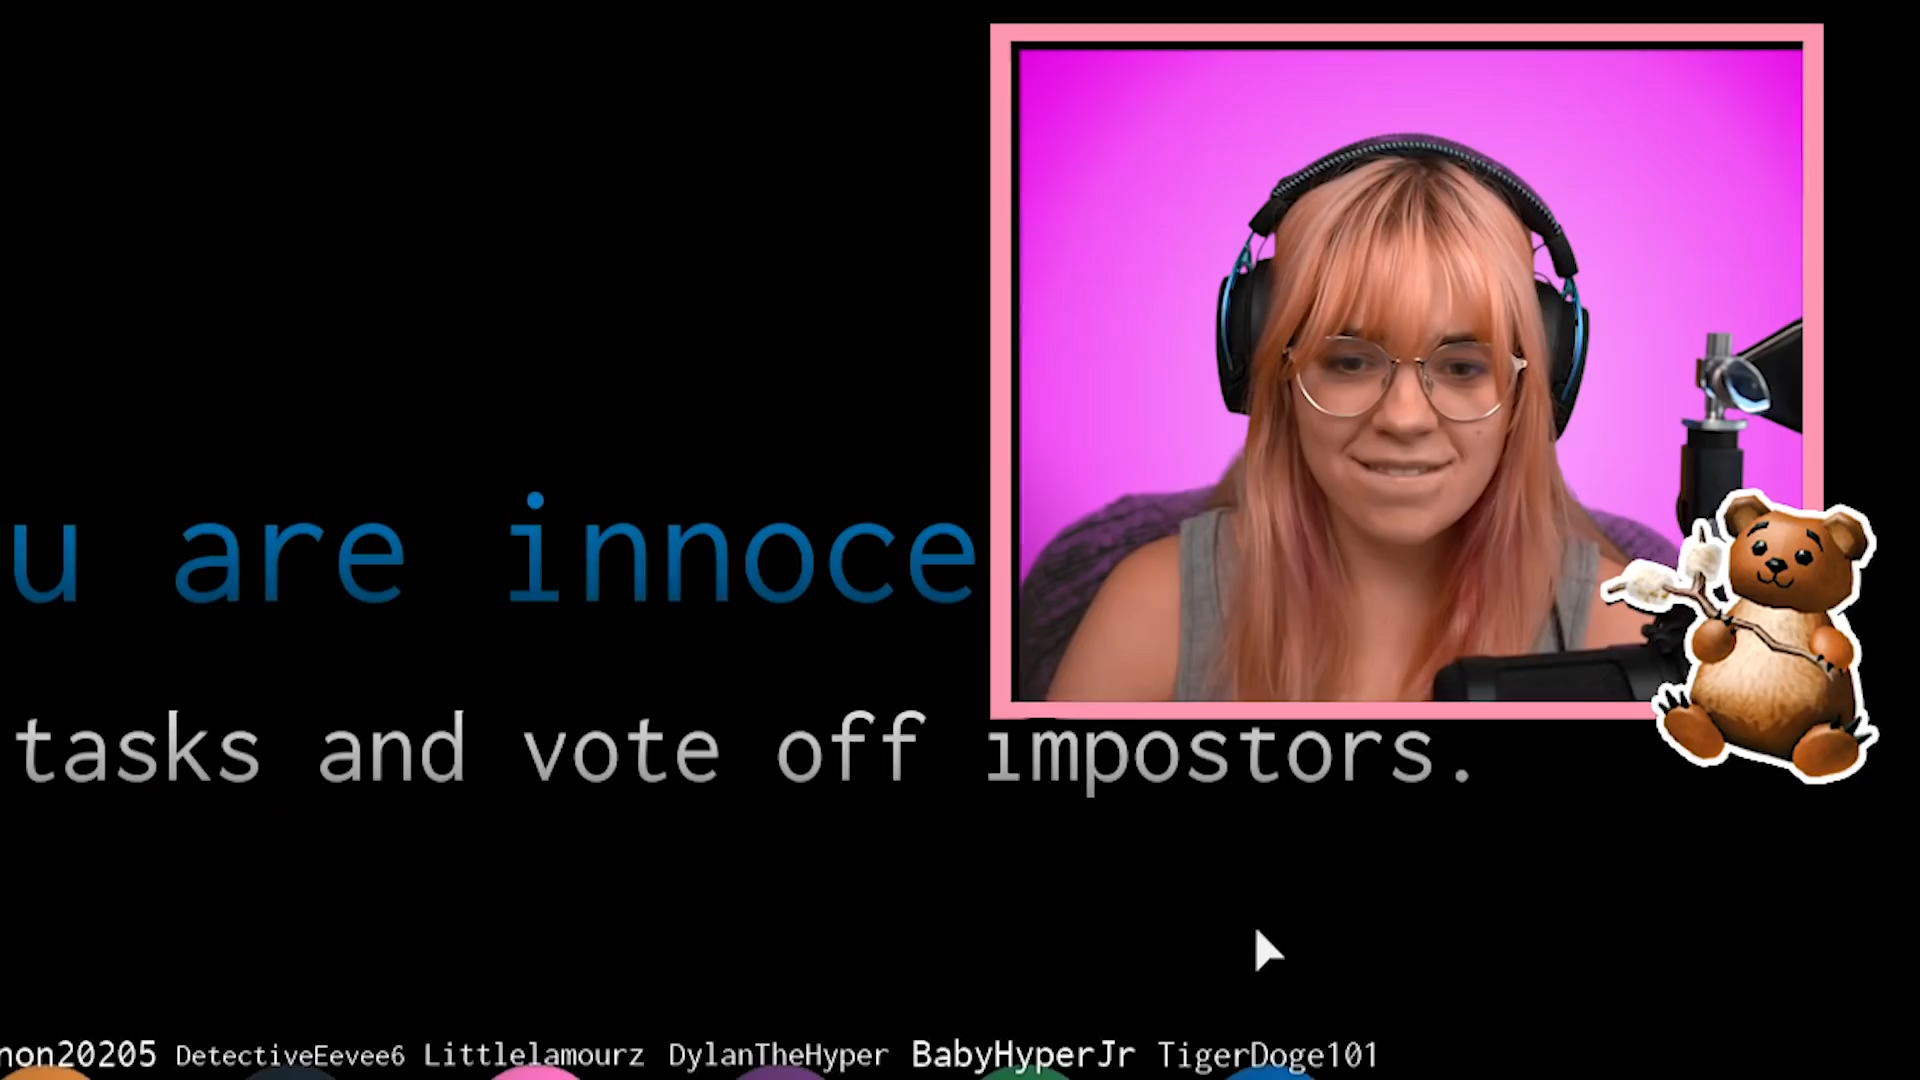 u are innoce
tasks and vote off impostors.
non20205 DetectiveEevee6 Littlelamourz DylanTheHyper BabyHyperJr TigerDoge101